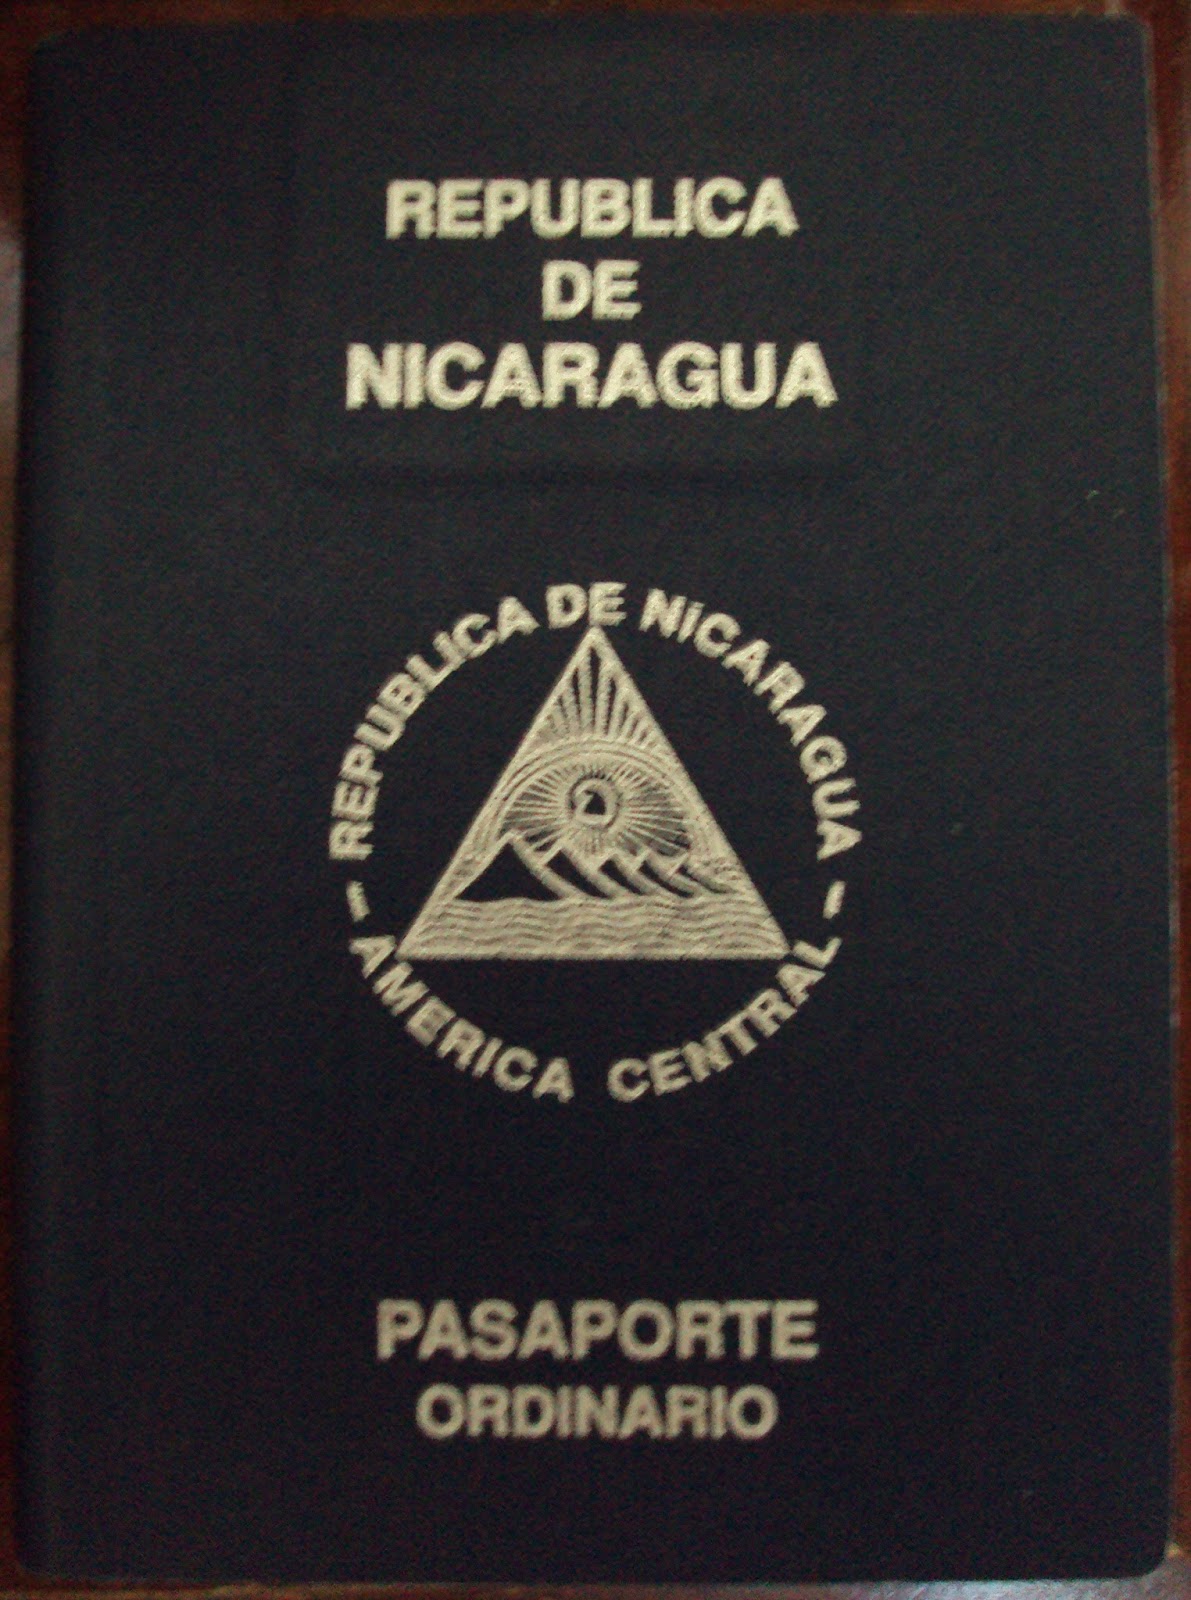 REPUBLICA
DE
NICARAGUA
REPUBLICA DE NICARAGUA
- AMERICA CENTRAL -
PASAPORTE
ORDINARIO